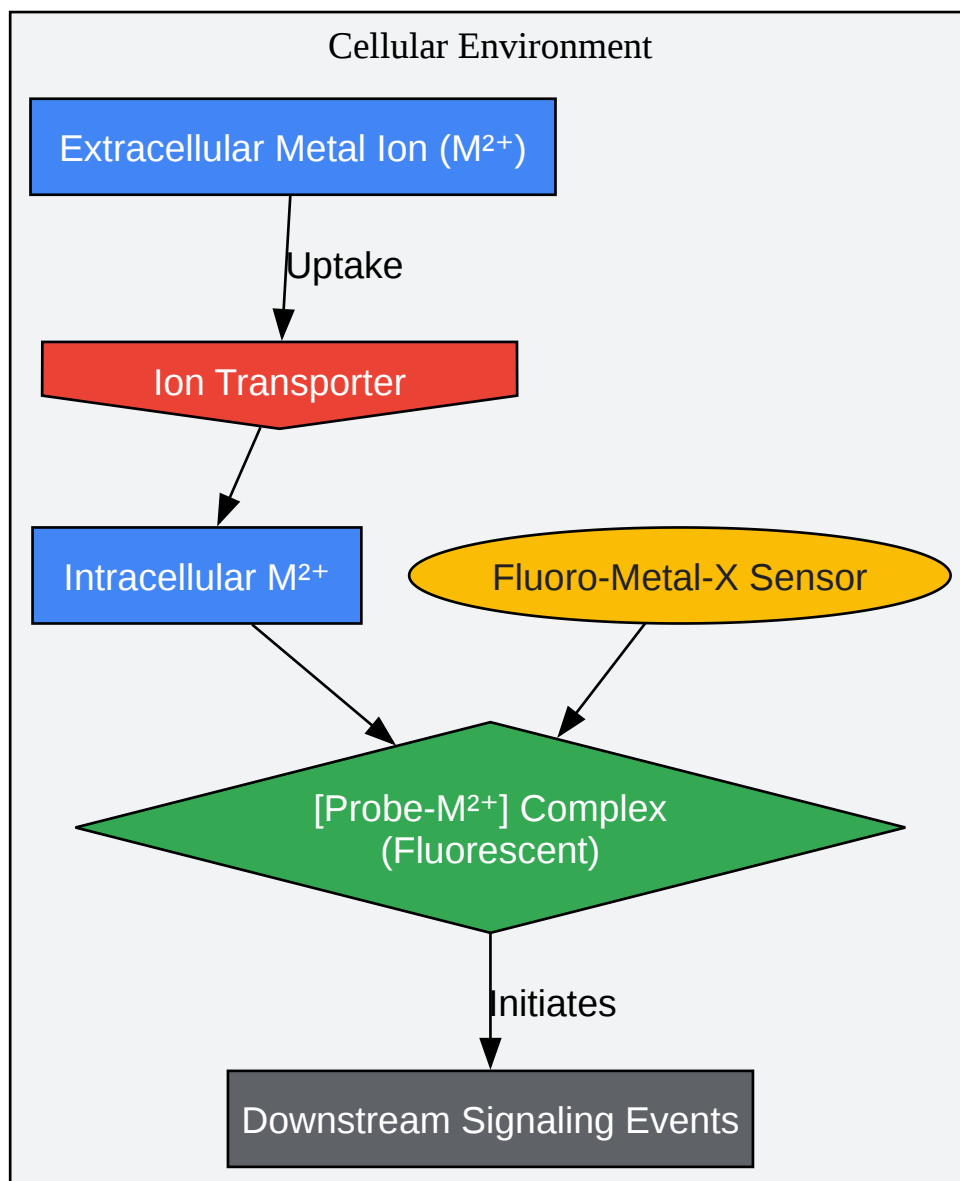 Cellular Environment
Extracellular Metal Ion (M²⁺)
Uptake
Ion Transporter
Intracellular M²⁺
Fluoro-Metal-X Sensor
[Probe-M²⁺] Complex
(Fluorescent)
Initiates
Downstream Signaling Events